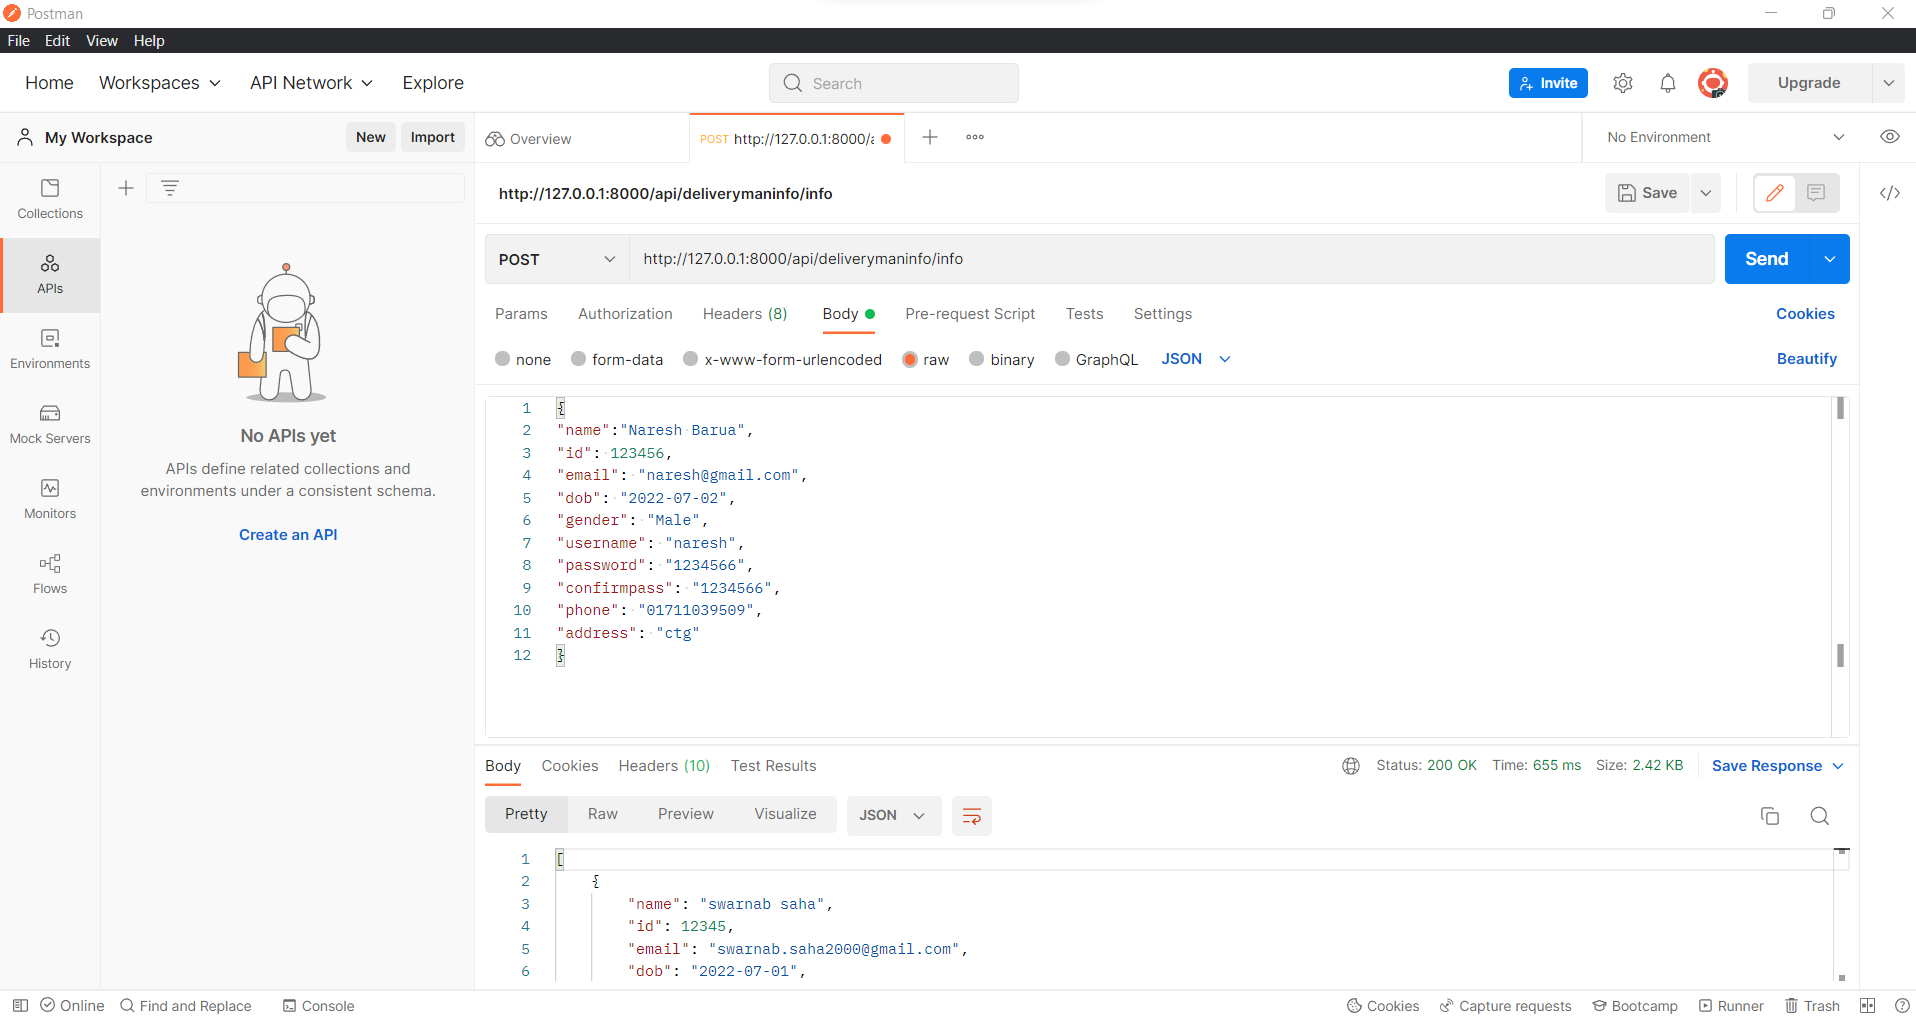 Postman
File Edit View Help
Home Workspaces API Network Explore Search Invite Upgrade
My Workspace New Import Overview POST http://127.0.0.1:8000/a No Environment
Collections
APIs
Environments
Mock Servers
Monitors
Flows
History
No APIs yet
APIs define related collections and
environments under a consistent schema.
Create an API
http://127.0.0.1:8000/api/deliverymaninfo/info Save
POST http://127.0.0.1:8000/api/deliverymaninfo/info Send
Params Authorization Headers (8) Body Pre-request Script Tests Settings Cookies
none form-data x-www-form-urlencoded raw binary GraphQL JSON Beautify
1 {
2 "name":"Naresh Barua",
3 "id": 123456,
4 "email": "naresh@gmail.com",
5 "dob": "2022-07-02",
6 "gender": "Male",
7 "username": "naresh",
8 "password": "1234566",
9 "confirmpass": "1234566",
10 "phone": "01711039509",
11 "address": "ctg"
12 }
Body Cookies Headers (10) Test Results Status: 200 OK Time: 655 ms Size: 2.42 KB Save Response
Pretty Raw Preview Visualize JSON
1 [
2 {
3 "name": "swarnab saha",
4 "id": 12345,
5 "email": "swarnab.saha2000@gmail.com",
6 "dob": "2022-07-01",
Online Find and Replace Console Cookies Capture requests Bootcamp Runner Trash